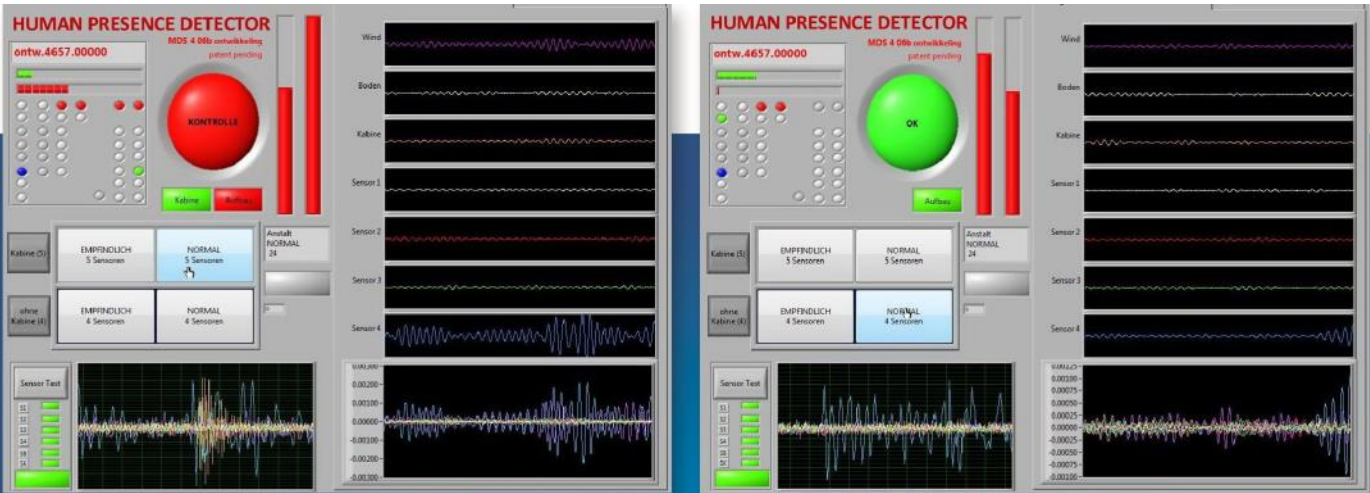 HUMAN PRESENCE DETECTOR
MDS 4 06b ontwikkeling
patent pending
ontw.4657.00000
KONTROLLE
Kabine
Aufbau
Kabine (5)
EMPFINDLICH
5 Sensoren
NORMAL
5 Sensoren
Anstalt
NORMAL
24
ohne
Kabine (4)
EMPFINDLICH
4 Sensoren
NORMAL
4 Sensoren
Sensor Test
S1
S2
S3
S4
Wind
Boden
Kabine
Sensor 1
Sensor 2
Sensor 3
Sensor 4
0.00300
0.00200
0.00100
0.00000
-0.00100
-0.00200
-0.00300
HUMAN PRESENCE DETECTOR
MDS 4 06b ontwikkeling
patent pending
ontw.4657.00000
OK
Aufbau
Kabine (5)
EMPFINDLICH
5 Sensoren
NORMAL
5 Sensoren
Anstalt
NORMAL
24
ohne
Kabine (4)
EMPFINDLICH
4 Sensoren
NORMAL
4 Sensoren
Sensor Test
S1
S2
S3
S4
Wind
Boden
Kabine
Sensor 1
Sensor 2
Sensor 3
Sensor 4
0.00125
0.00100
0.00075
0.00050
0.00025
0.00000
-0.00025
-0.00050
-0.00075
-0.00100